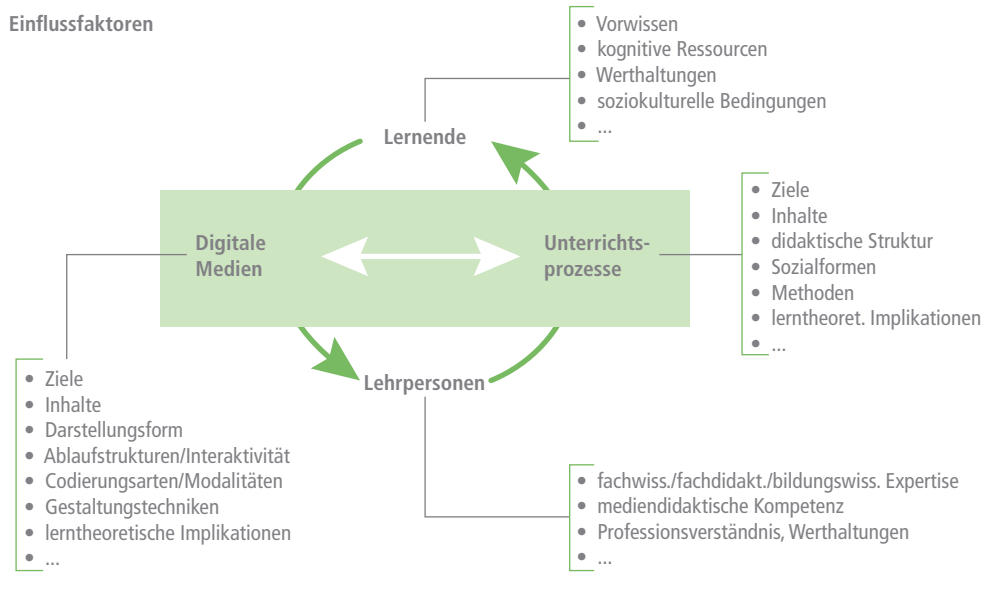 Einflussfaktoren
• Vorwissen
• kognitive Ressourcen
• Werthaltungen
• soziokulturelle Bedingungen
• ...
Lernende
Digitale
Medien
Unterrichts-
prozesse
• Ziele
• Inhalte
• didaktische Struktur
• Sozialformen
• Methoden
• lerntheoret. Implikationen
• ...
Lehrpersonen
• Ziele
• Inhalte
• Darstellungsform
• Ablaufstrukturen/Interaktivität
• Codierungsarten/Modalitäten
• Gestaltungstechniken
• lerntheoretische Implikationen
• ...
• fachwiss./fachdidakt./bildungswiss. Expertise
• mediendidaktische Kompetenz
• Professionsverständnis, Werthaltungen
• ...